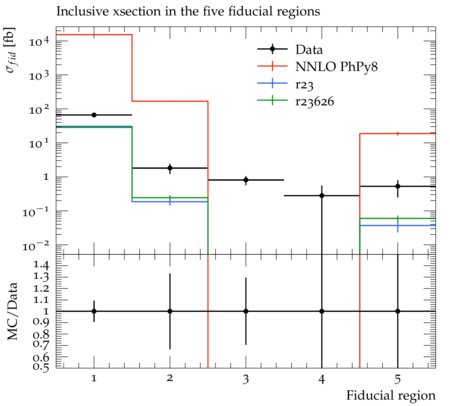 Inclusive xsection in the five fiducial regions
σfid [fb]
10^4
10^3
10^2
10^1
1
10^−1
10^−2
Data
NNLO PhPy8
r23
r23626
MC/Data
1.4
1.3
1.2
1.1
1
0.9
0.8
0.7
0.6
0.5
1 2 3 4 5
Fiducial region